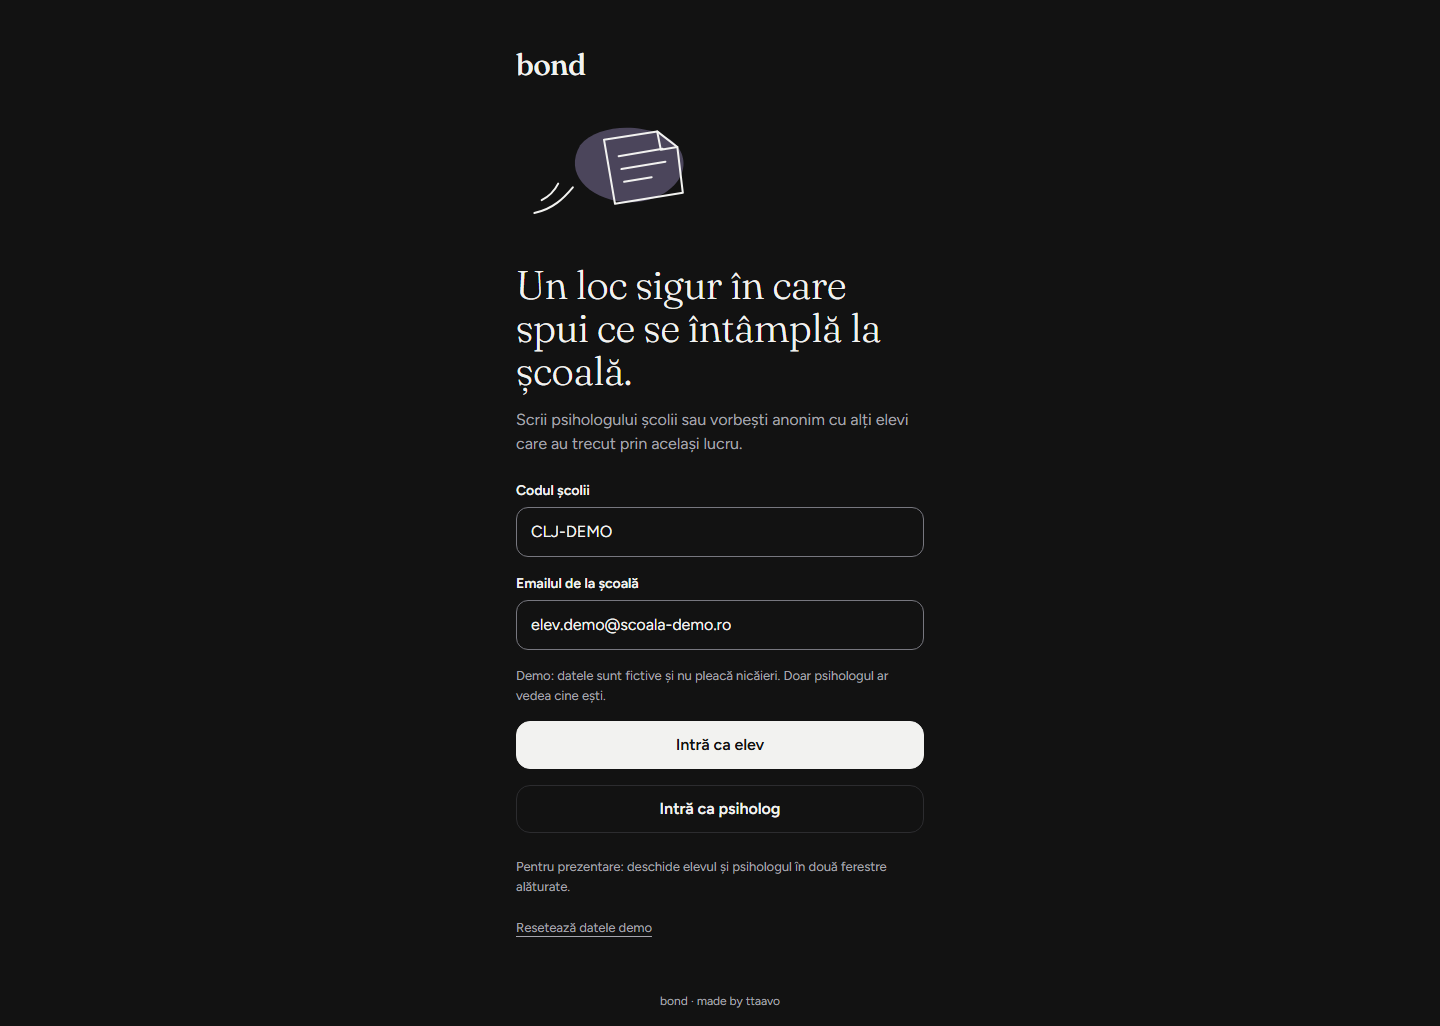 bond
Un loc sigur în care
spui ce se întâmplă la
școală.
Scrii psihologului școlii sau vorbești anonim cu alți elevi
care au trecut prin același lucru.
Codul școlii
CLJ-DEMO
Emailul de la școală
elev.demo@scoala-demo.ro
Demo: datele sunt fictive și nu pleacă nicăieri. Doar psihologul ar
vedea cine ești.
Intră ca elev
Intră ca psiholog
Pentru prezentare: deschide elevul și psihologul în două ferestre
alăturate.
Resetează datele demo
bond · made by ttaavo